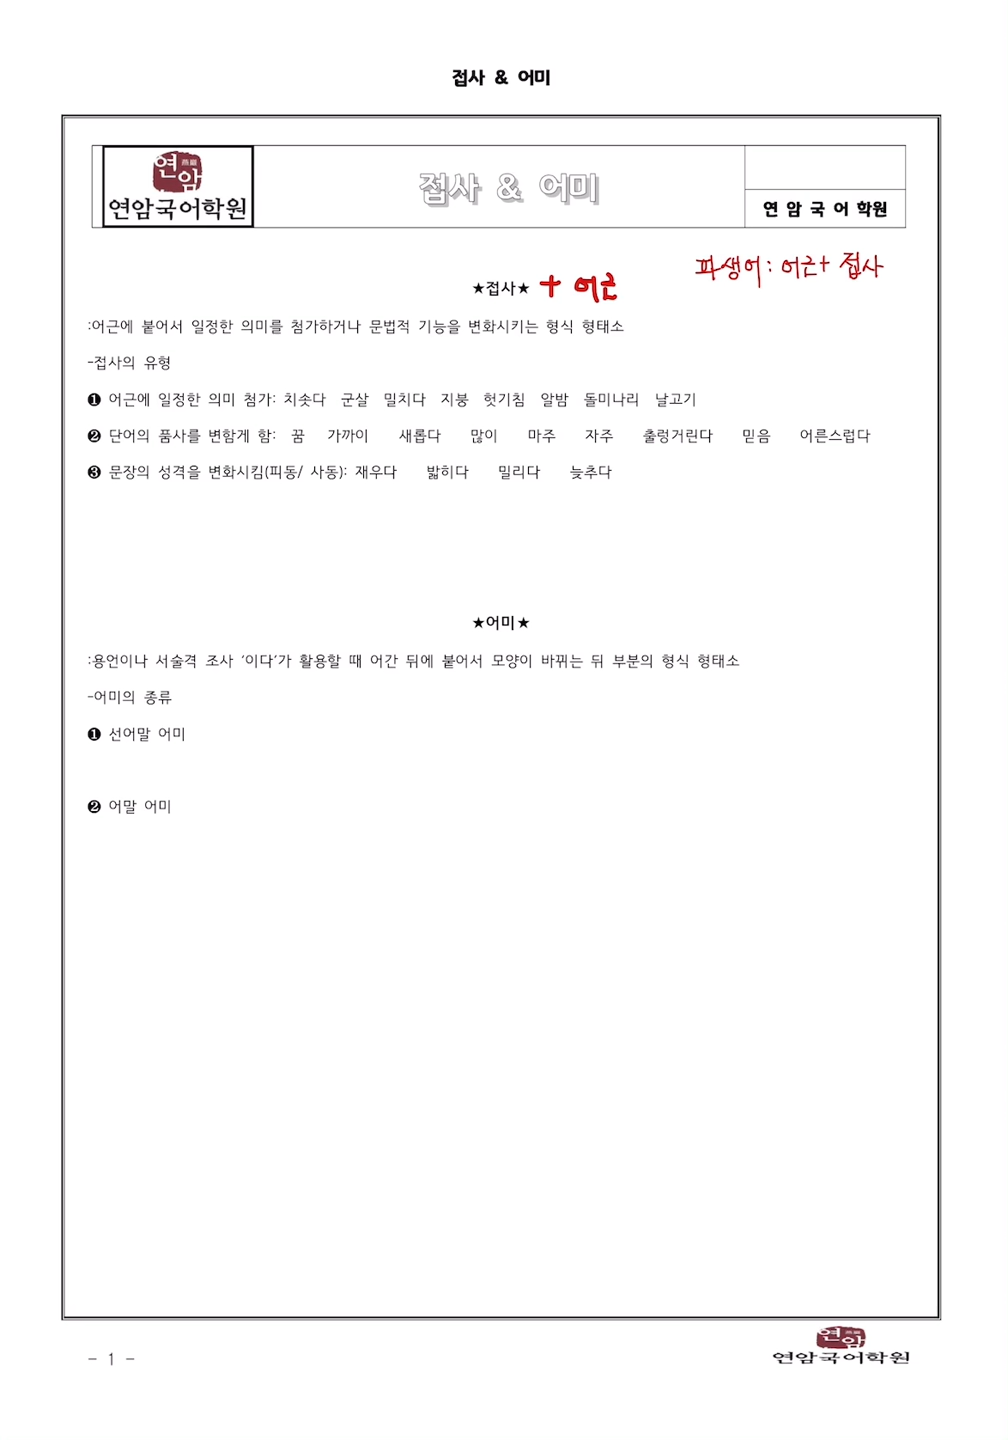 접사 & 어미
연암
연암국어학원
접사 & 어미
연 암 국 어 학원
파생어: 어근+ 접사
★접사★ + 어근
:어근에 붙어서 일정한 의미를 첨가하거나 문법적 기능을 변화시키는 형식 형태소
-접사의 유형
❶ 어근에 일정한 의미 첨가: 치솟다 군살 밀치다 지붕 헛기침 알밤 돌미나리 날고기
❷ 단어의 품사를 변함게 함: 꿈 가까이 새롭다 많이 마주 자주 출렁거린다 믿음 어른스럽다
❸ 문장의 성격을 변화시킴(피동/ 사동): 재우다 밟히다 밀리다 늦추다
★어미★
:용언이나 서술격 조사 '이다'가 활용할 때 어간 뒤에 붙어서 모양이 바뀌는 뒤 부분의 형식 형태소
-어미의 종류
❶ 선어말 어미
❷ 어말 어미
- 1 -
연암
연암국어학원